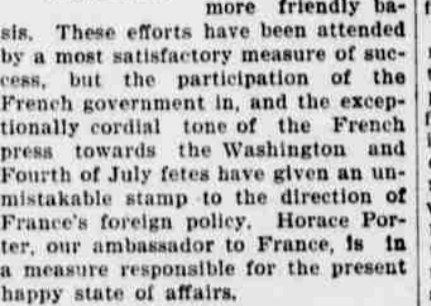 more friendly ba-
sis. These efforts have been attended
by a most satisfactory measure of suc-
cess, but the participation of the
French government in, and the excep-
tionally cordial tone of the French
press towards the Washington and
Fourth of July fetes have given an un-
mistakable stamp to the direction of
France's foreign policy. Horace Por-
ter, our ambassador to France, is in
a measure responsible for the present
happy state of affairs.